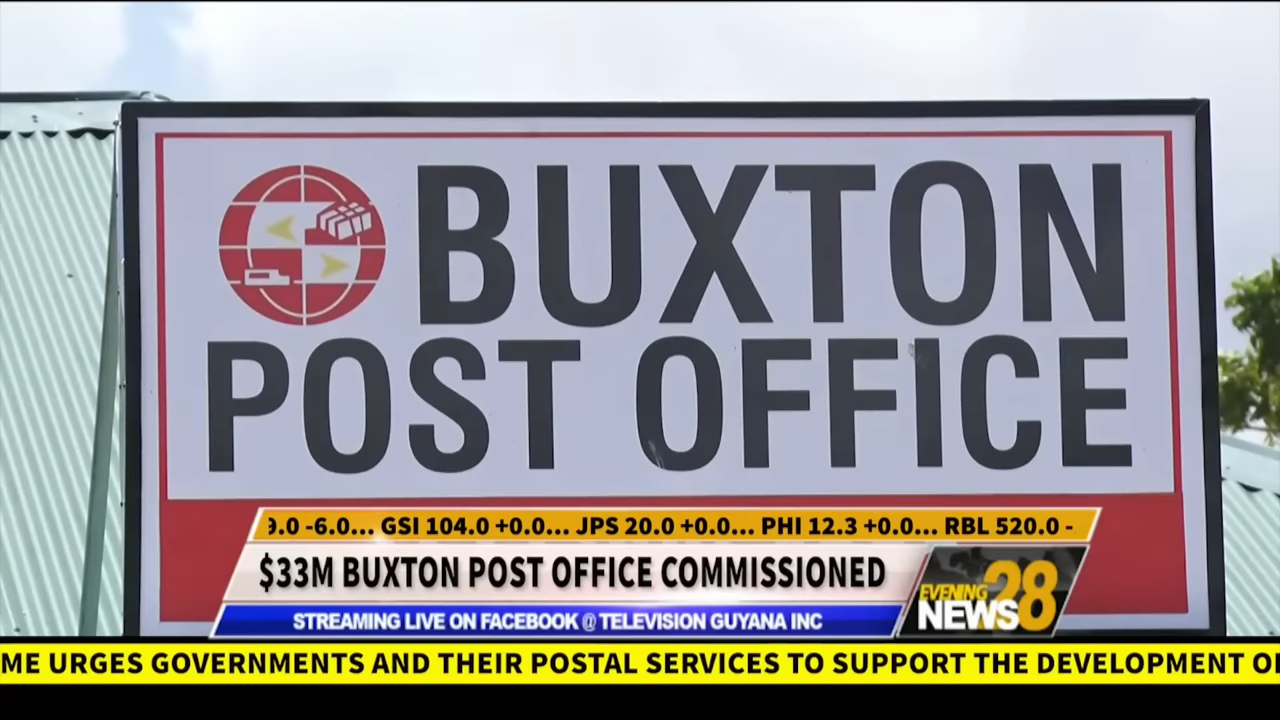 BUXTON
POST OFFICE
9.0 -6.0... GSI 104.0 +0.0... JPS 20.0 +0.0... PHI 12.3 +0.0... RBL 520.0 -
$33M BUXTON POST OFFICE COMMISSIONED
EVENING
NEWS 28
STREAMING LIVE ON FACEBOOK @ TELEVISION GUYANA INC
ME URGES GOVERNMENTS AND THEIR POSTAL SERVICES TO SUPPORT THE DEVELOPMENT O